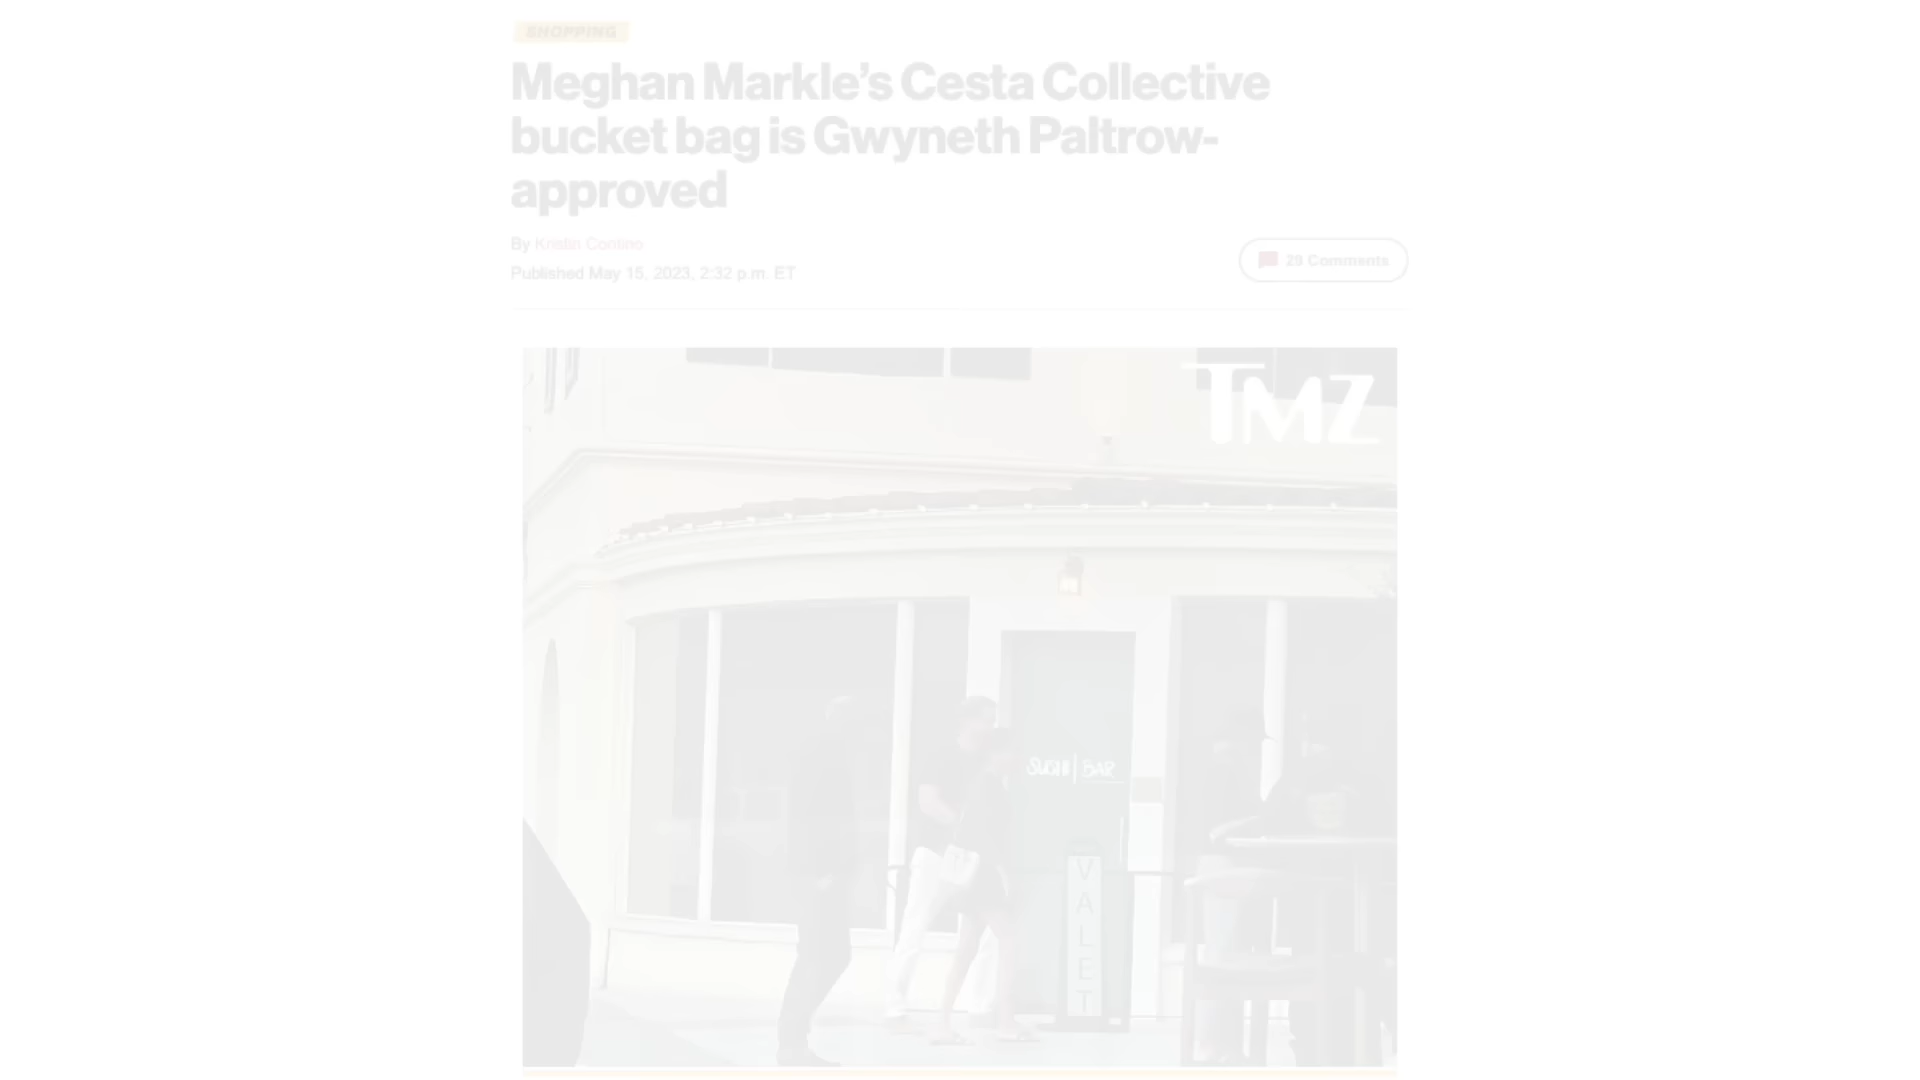 SHOPPING
Meghan Markle’s Cesta Collective
bucket bag is Gwyneth Paltrow-
approved
By Kristin Contino
Published May 15, 2023, 2:32 p.m. ET
29 Comments
TMZ
SUSHI | BAR
VALET